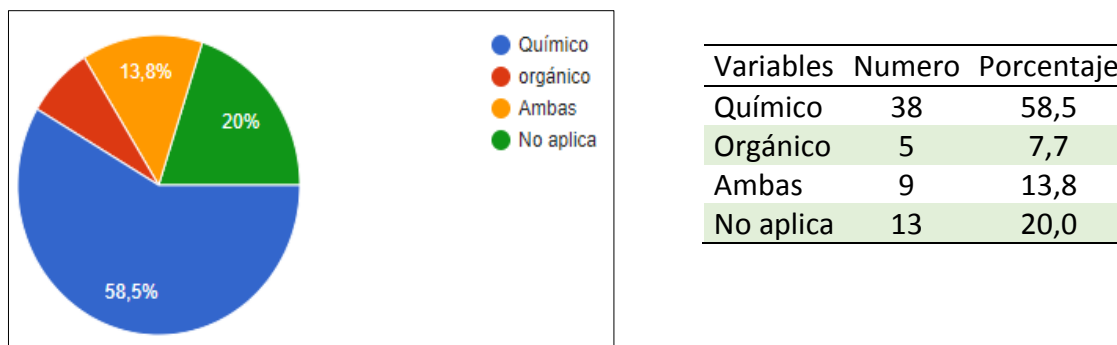 Químico
orgánico
Ambas
No aplica
13,8%
20%
58,5%
Variables Numero Porcentaje
Químico 38 58,5
Orgánico 5 7,7
Ambas 9 13,8
No aplica 13 20,0